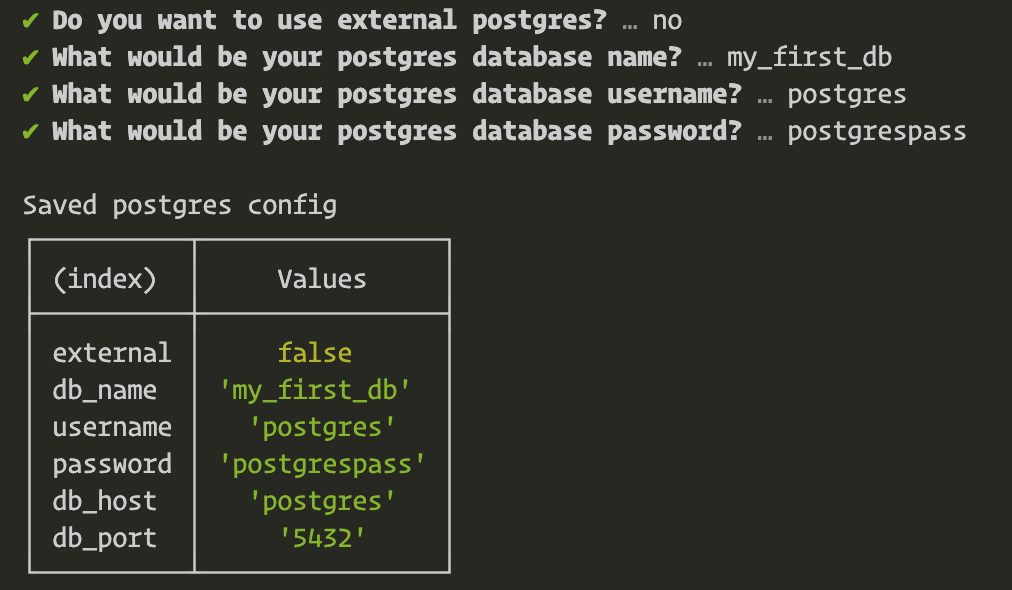 ✔ Do you want to use external postgres? … no
✔ What would be your postgres database name? … my_first_db
✔ What would be your postgres database username? … postgres
✔ What would be your postgres database password? … postgrespass
Saved postgres config
(index) Values
external false
db_name 'my_first_db'
username 'postgres'
password 'postgrespass'
db_host 'postgres'
db_port '5432'